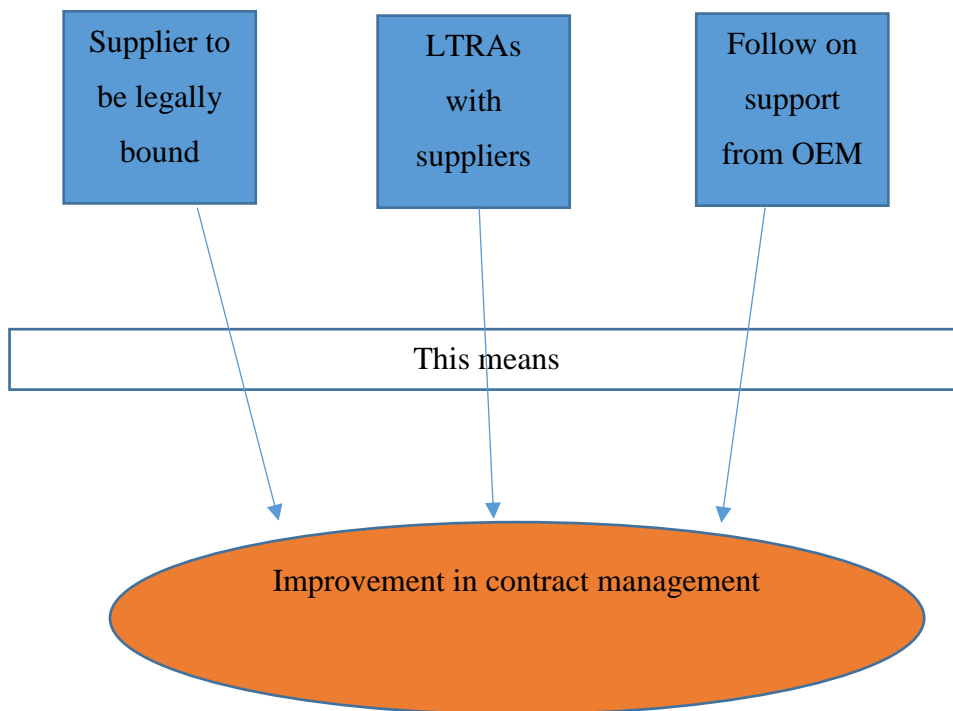 Supplier to
be legally
bound
LTRAs
with
suppliers
Follow on
support
from OEM
This means
Improvement in contract management